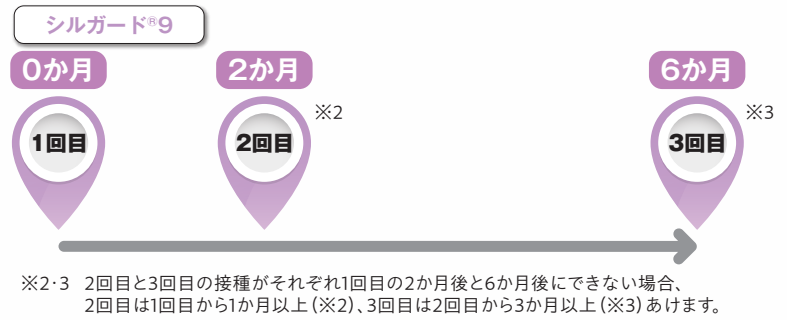 シルガード®9
0か月 2か月 6か月
1回目 2回目 ※2 3回目 ※3
※2･3 2回目と3回目の接種がそれぞれ1回目の2か月後と6か月後にできない場合、
2回目は1回目から1か月以上(※2)、3回目は2回目から3か月以上(※3)あけます。